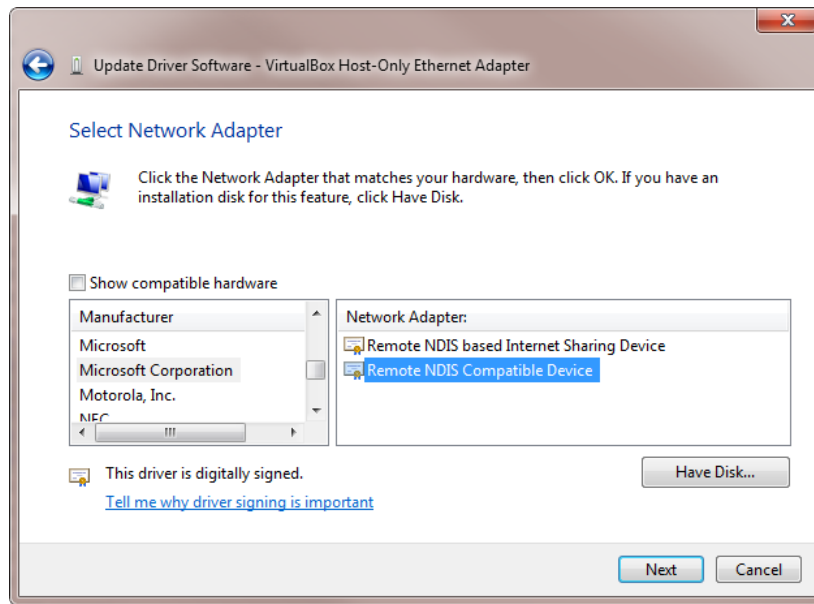 Update Driver Software - VirtualBox Host-Only Ethernet Adapter
Select Network Adapter
Click the Network Adapter that matches your hardware, then click OK. If you have an
installation disk for this feature, click Have Disk.
Show compatible hardware
Manufacturer
Microsoft
Microsoft Corporation
Motorola, Inc.
NEC
Network Adapter:
Remote NDIS based Internet Sharing Device
Remote NDIS Compatible Device
This driver is digitally signed.
Tell me why driver signing is important
Have Disk...
Next
Cancel